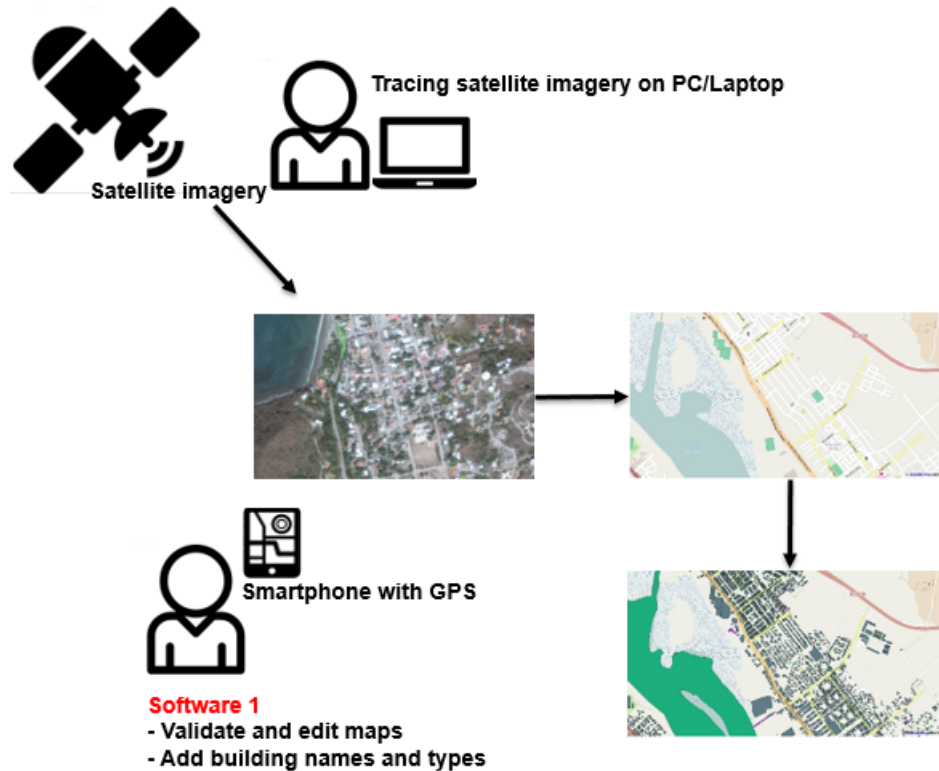 Tracing satellite imagery on PC/Laptop
Satellite imagery
Smartphone with GPS
Software 1
- Validate and edit maps
- Add building names and types